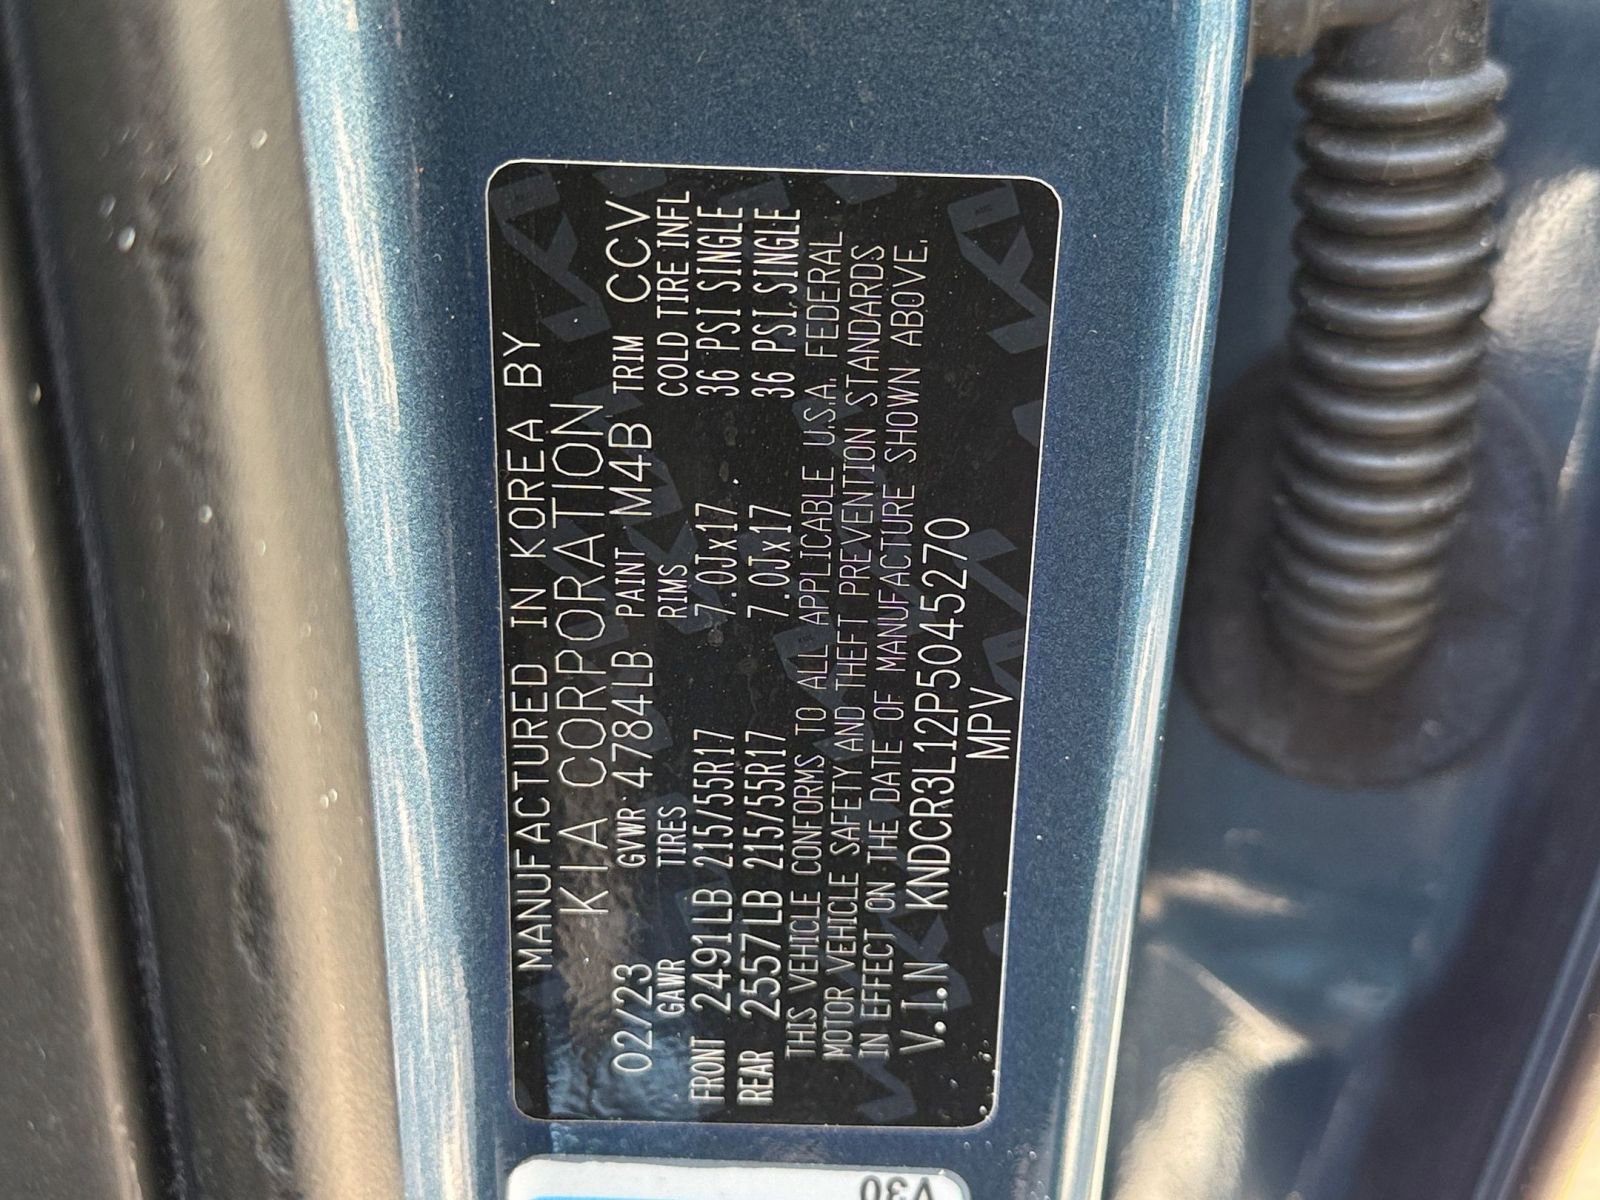 MANUFACTURED IN KOREA BY
KIA CORPORATION
02/23 GVWR 4784LB PAINT M4B TRIM CCV
GAWR TIRES RIMS COLD TIRE INFL
FRONT 2491LB 215/55R17 7.0Jx17 36 PSI SINGLE
REAR 2557LB 215/55R17 7.0Jx17 36 PSI,SINGLE
THIS VEHICLE CONFORMS TO ALL APPLICABLE U.S.A. FEDERAL
MOTOR VEHICLE SAFETY AND THEFT PREVENTION STANDARDS
IN EFFECT ON THE DATE OF MANUFACTURE SHOWN ABOVE.
V.I.N KNDCR3L12P5045270
MPV
V30